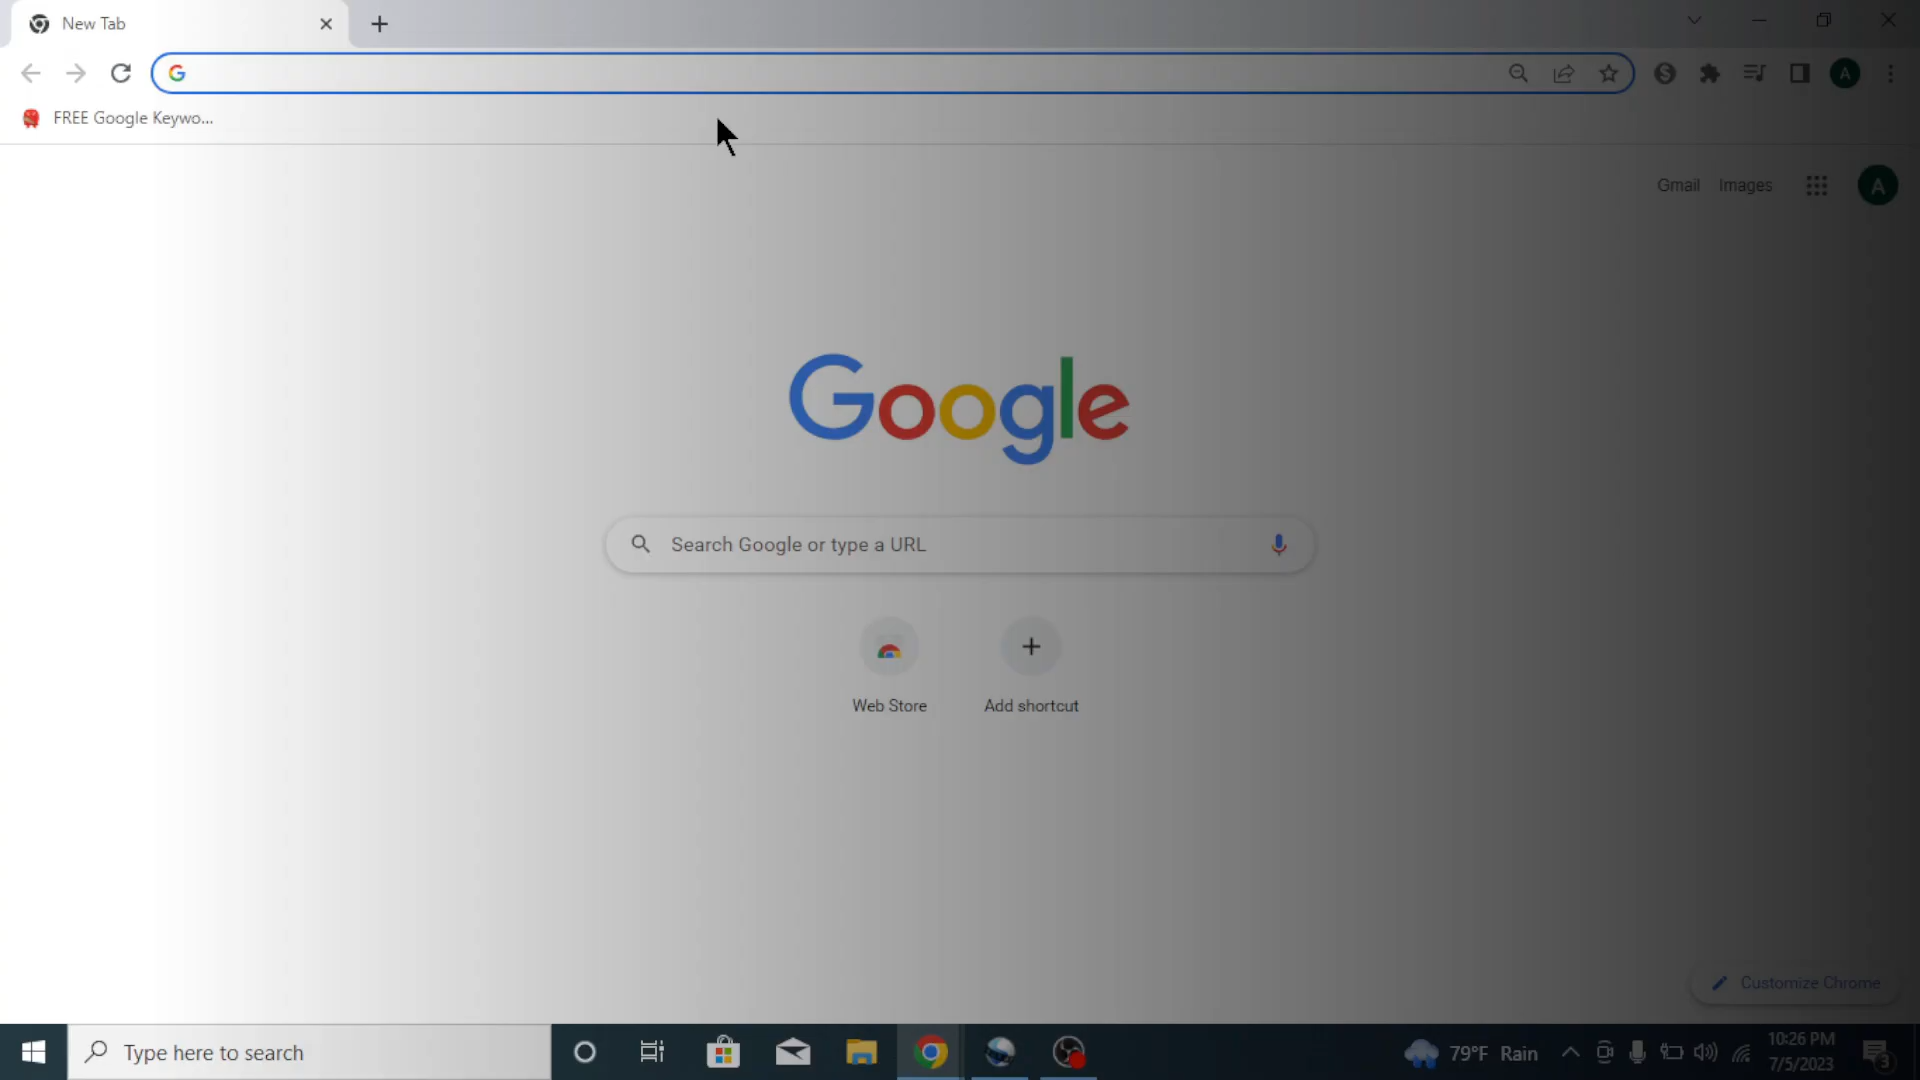 New Tab
FREE Google Keywo...
Gmail Images
A
A
Google
Search Google or type a URL
Web Store
Add shortcut
Customize Chrome
Type here to search
79°F Rain
10:26 PM
7/5/2023
3